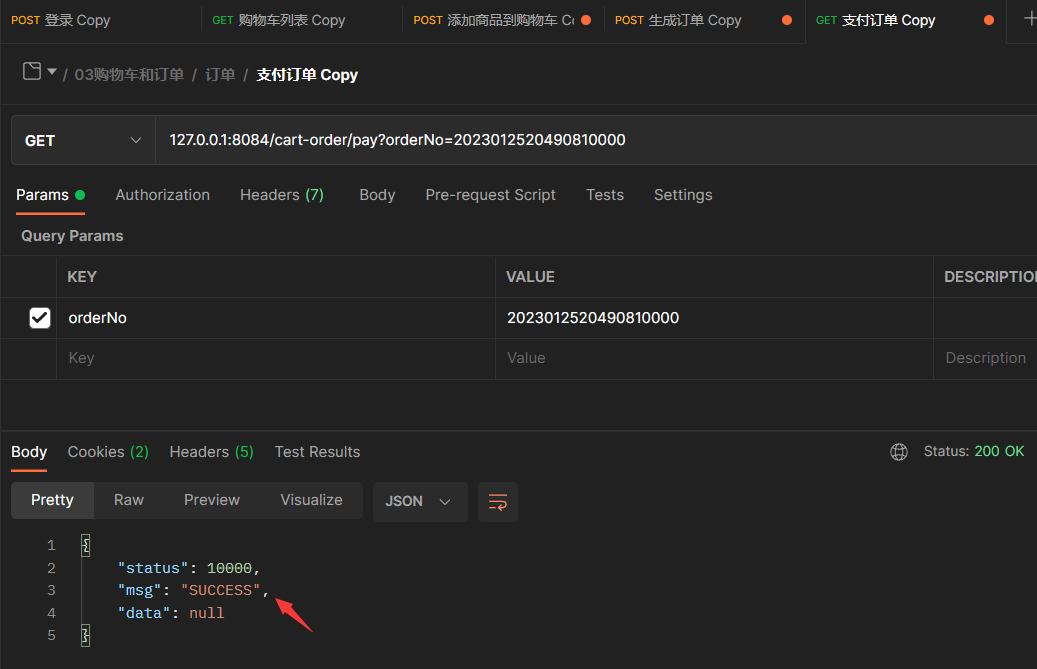 POST 登录 Copy GET 购物车列表 Copy POST 添加商品到购物车 Co POST 生成订单 Copy GET 支付订单 Copy
/ 03购物车和订单 / 订单 / 支付订单 Copy
GET 127.0.0.1:8084/cart-order/pay?orderNo=2023012520490810000
Params Authorization Headers (7) Body Pre-request Script Tests Settings
Query Params
KEY VALUE DESCRIPTION
orderNo 2023012520490810000
Key Value Description
Body Cookies (2) Headers (5) Test Results Status: 200 OK
Pretty Raw Preview Visualize JSON
1 {
2 "status": 10000,
3 "msg": "SUCCESS",
4 "data": null
5 }